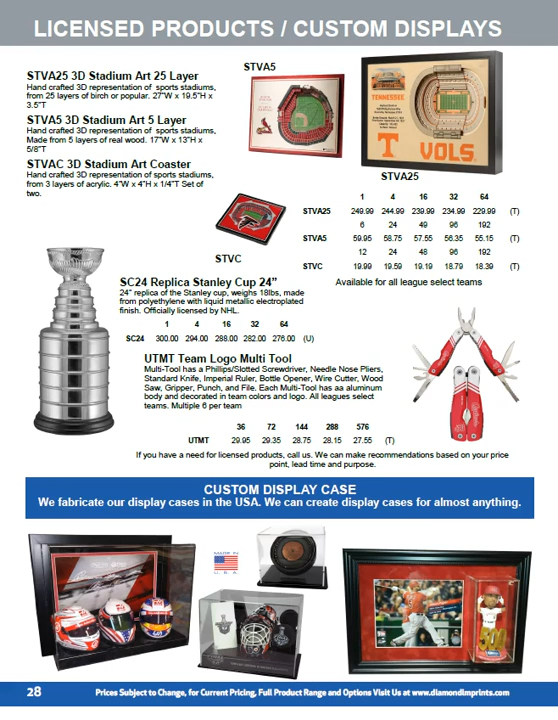 LICENSED PRODUCTS / CUSTOM DISPLAYS
STVA25 3D Stadium Art 25 Layer
Hand crafted 3D representation of sports stadiums,
from 25 layers of birch or popular. 27"W x 19.5"H x
3.5"T
STVA5 3D Stadium Art 5 Layer
Hand crafted 3D representation of sports stadiums,
Made from 5 layers of real wood. 17"W x 13"H x
5/8"T
STVAC 3D Stadium Art Coaster
Hand crafted 3D representation of sports stadiums,
from 3 layers of acrylic. 4"W x 4"H x 1/4"T Set of
two.
STVA5
TENNESSEE
T VOLS
STVA25
STVC
1 4 16 32 64
STVA25 249.99 244.99 239.99 234.99 229.99 (T)
6 24 49 96 192
STVA5 59.95 58.75 57.55 56.35 55.15 (T)
12 24 48 96 192
STVC 19.99 19.59 19.19 18.79 18.39 (T)
Available for all league select teams
SC24 Replica Stanley Cup 24”
24” replica of the Stanley cup, weighs 18lbs, made
from polyethylene with liquid metallic electroplated
finish. Officially licensed by NHL.
1 4 16 32 64
SC24 300.00 294.00 288.00 282.00 276.00 (U)
UTMT Team Logo Multi Tool
Multi-Tool has a Phillips/Slotted Screwdriver, Needle Nose Pliers,
Standard Knife, Imperial Ruler, Bottle Opener, Wire Cutter, Wood
Saw, Gripper, Punch, and File. Each Multi-Tool has aa aluminum
body and decorated in team colors and logo. All leagues select
teams. Multiple 6 per team
36 72 144 288 576
UTMT 29.95 29.35 28.75 28.15 27.55 (T)
If you have a need for licensed products, call us. We can make recommendations based on your price
point, lead time and purpose.
CUSTOM DISPLAY CASE
We fabricate our display cases in the USA. We can create display cases for almost anything.
MADE IN
U.S.A
28 Prices Subject to Change, for Current Pricing, Full Product Range and Options Visit Us at www.diamondimprints.com